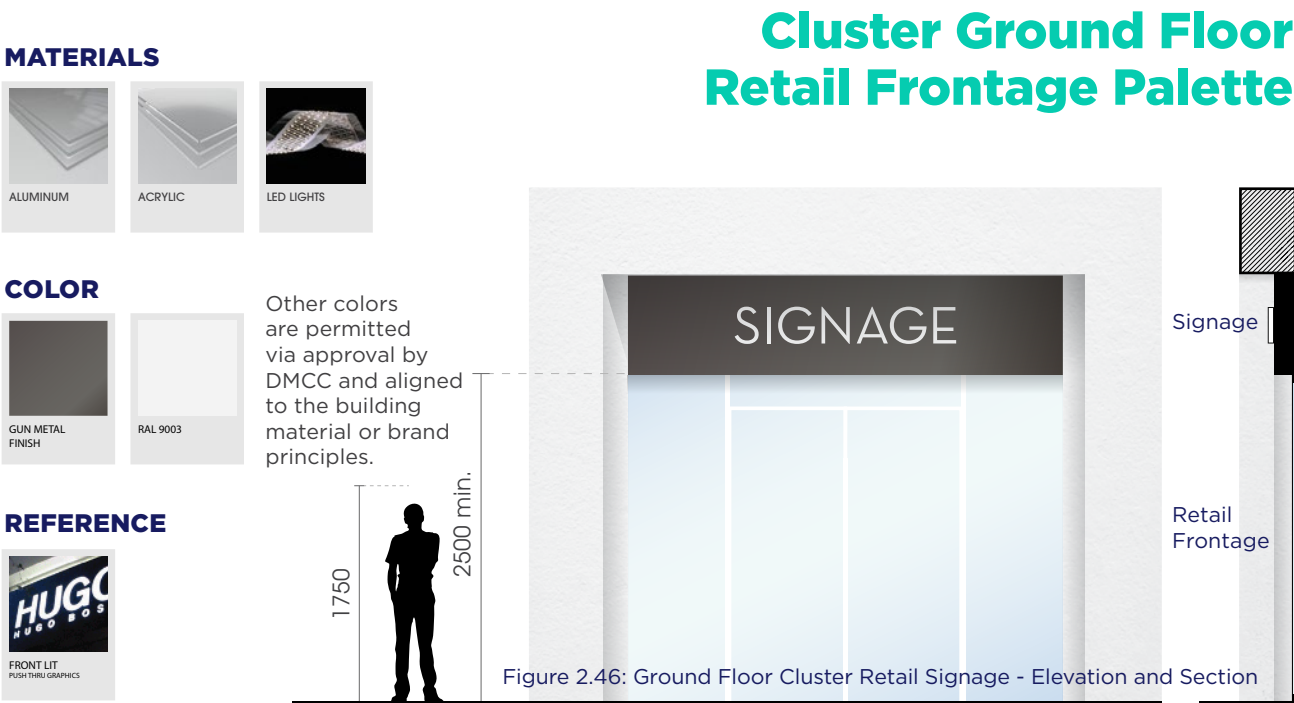 Cluster Ground Floor
Retail Frontage Palette
MATERIALS
ALUMINUM
ACRYLIC
LED LIGHTS
COLOR
GUN METAL
FINISH
RAL 9003
Other colors
are permitted
via approval by
DMCC and aligned
to the building
material or brand
principles.
REFERENCE
HUGO
HUGO BOS
FRONT LIT
PUSH THRU GRAPHICS
1750
2500 min.
SIGNAGE
Signage
Retail
Frontage
Figure 2.46: Ground Floor Cluster Retail Signage - Elevation and Section